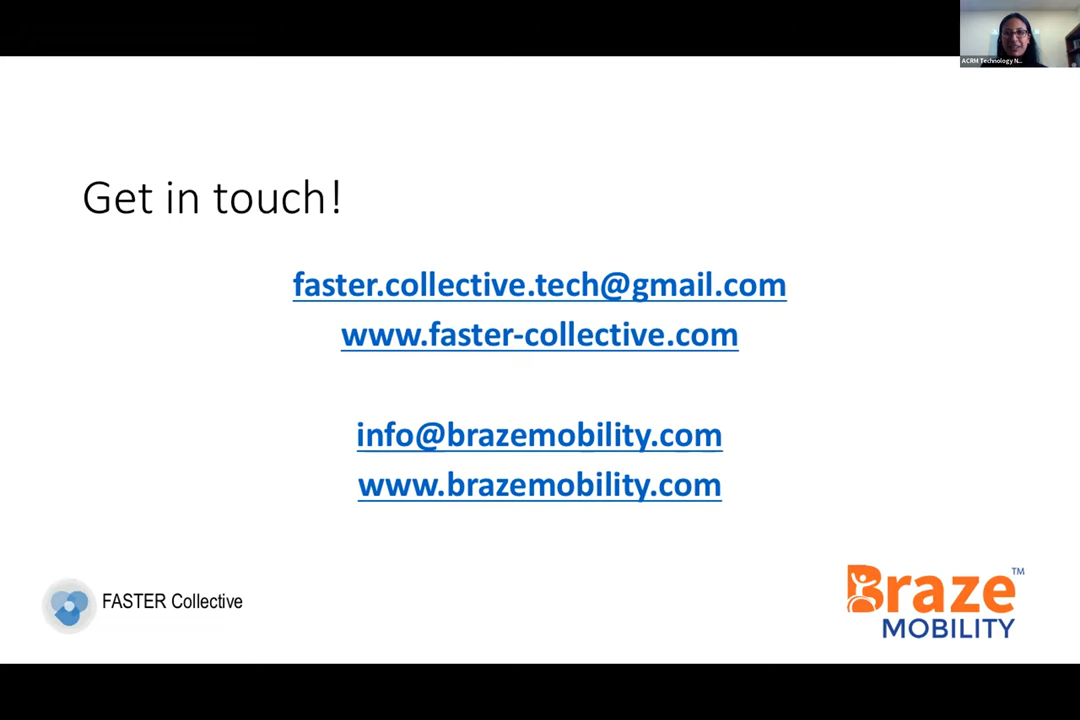 ACRM Technology N...
Get in touch!
faster.collective.tech@gmail.com
www.faster-collective.com
info@brazemobility.com
www.brazemobility.com
FASTER Collective
Braze™
MOBILITY